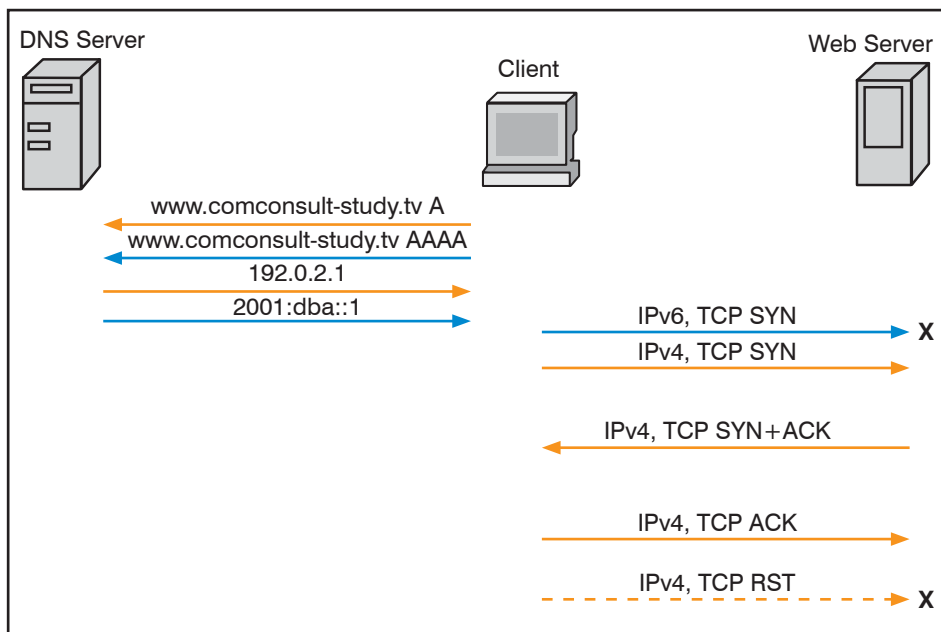 DNS Server
Client
Web Server
www.comconsult-study.tv A
www.comconsult-study.tv AAAA
192.0.2.1
2001:dba::1
IPv6, TCP SYN
X
IPv4, TCP SYN
IPv4, TCP SYN+ACK
IPv4, TCP ACK
IPv4, TCP RST
X